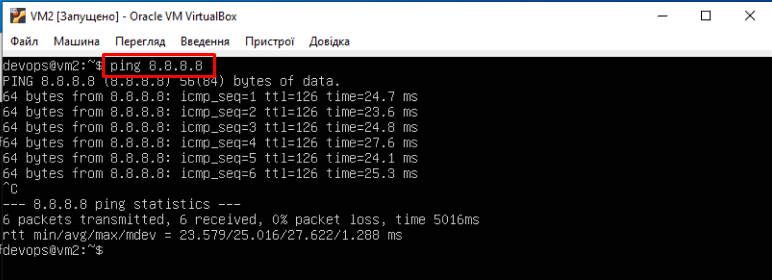 VM2 [Запущено] - Oracle VM VirtualBox
Файл Машина Перегляд Введення Пристрої Довідка
devops@vm2:~$ ping 8.8.8.8
PING 8.8.8.8 (8.8.8.8) 56(84) bytes of data.
64 bytes from 8.8.8.8: icmp_seq=1 ttl=126 time=24.7 ms
64 bytes from 8.8.8.8: icmp_seq=2 ttl=126 time=23.6 ms
64 bytes from 8.8.8.8: icmp_seq=3 ttl=126 time=24.8 ms
64 bytes from 8.8.8.8: icmp_seq=4 ttl=126 time=27.6 ms
64 bytes from 8.8.8.8: icmp_seq=5 ttl=126 time=24.1 ms
64 bytes from 8.8.8.8: icmp_seq=6 ttl=126 time=25.3 ms
^C
--- 8.8.8.8 ping statistics ---
6 packets transmitted, 6 received, 0% packet loss, time 5016ms
rtt min/avg/max/mdev = 23.579/25.016/27.622/1.288 ms
devops@vm2:~$